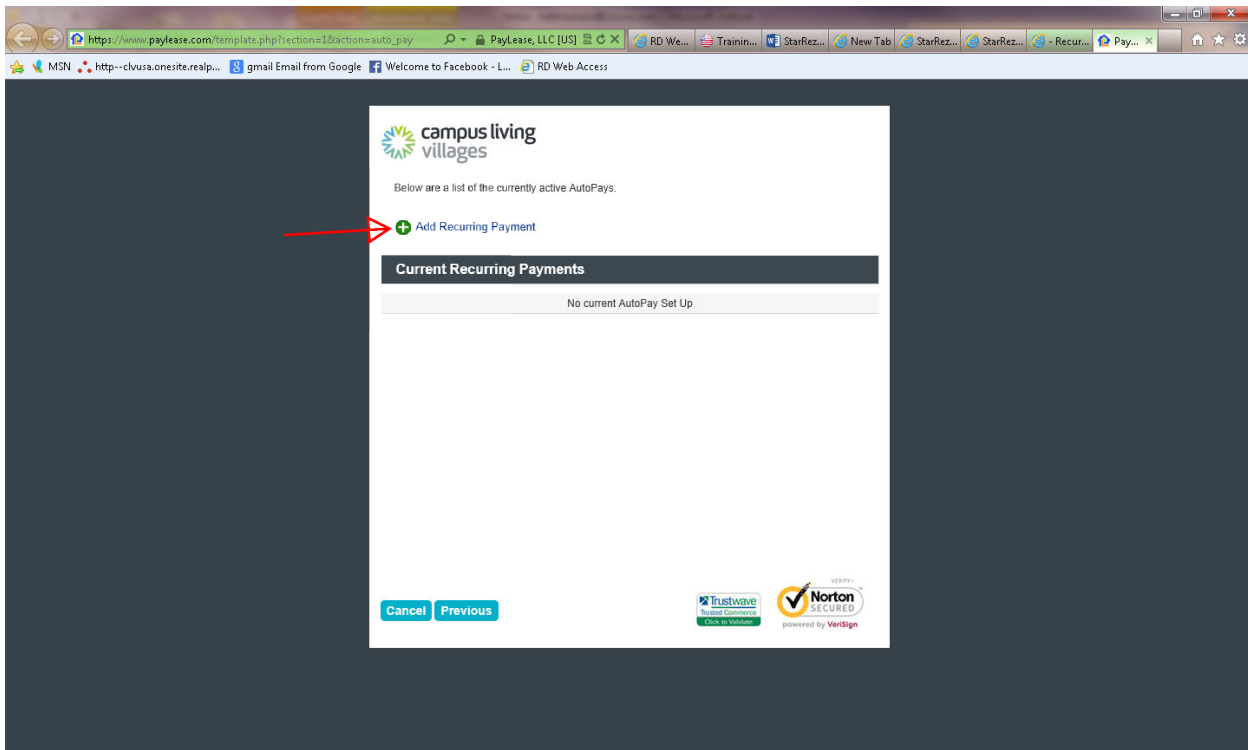 https://www.paylease.com/template.php?section=1&action=auto_pay
PayLease, LLC [US]
RD We...
Trainin...
StarRez...
New Tab
StarRez...
StarRez...
- Recur...
Pay...
MSN
http--clvusa.onesite.realp...
gmail Email from Google
Welcome to Facebook - L...
RD Web Access
campus living
villages
Below are a list of the currently active AutoPays.
Add Recurring Payment
Current Recurring Payments
No current AutoPay Set Up
Cancel
Previous
Trustwave
Trusted Commerce
Click to Validate
VERIFY
Norton
SECURED
powered by VeriSign